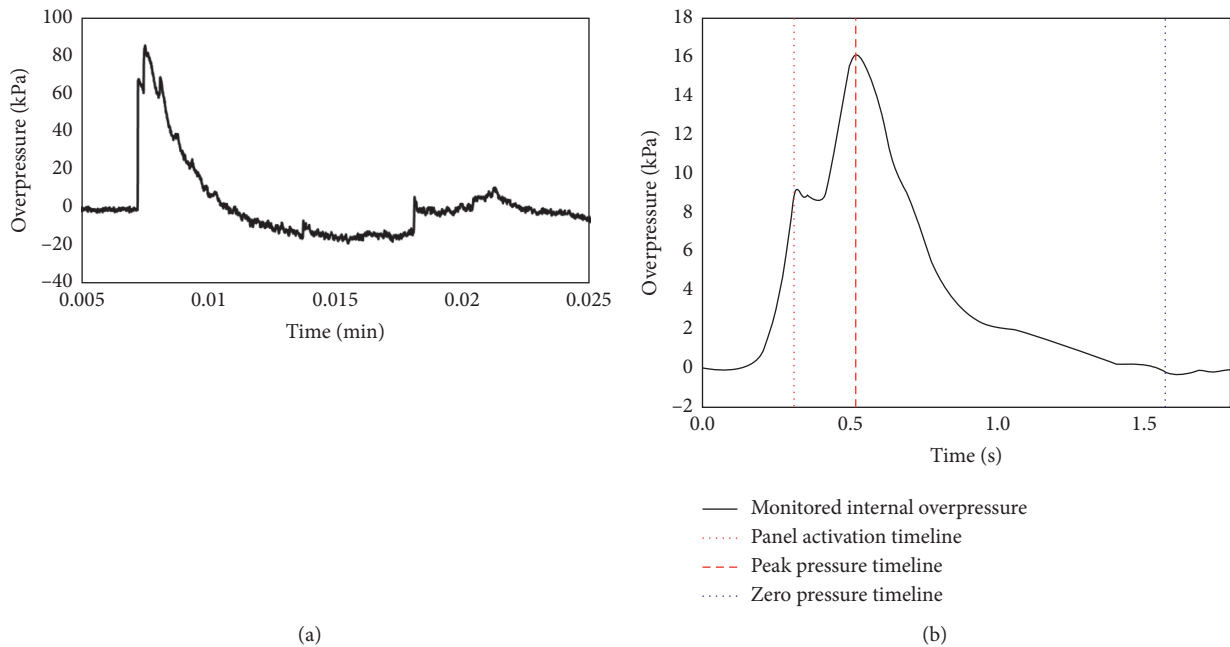 100
80
60
40
20
0
–20
–40
Overpressure (kPa)
0.005
0.01
0.015
0.02
0.025
Time (min)
(a)
18
16
14
12
10
8
6
4
2
0
–2
Overpressure (kPa)
0.0
0.5
1.0
1.5
Time (s)
Monitored internal overpressure
Panel activation timeline
Peak pressure timeline
Zero pressure timeline
(b)